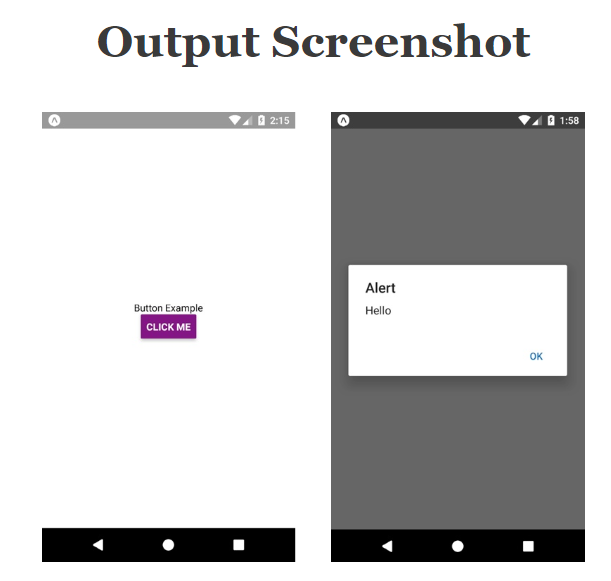 Output Screenshot
2:15
Button Example
CLICK ME
1:58
Alert
Hello
OK